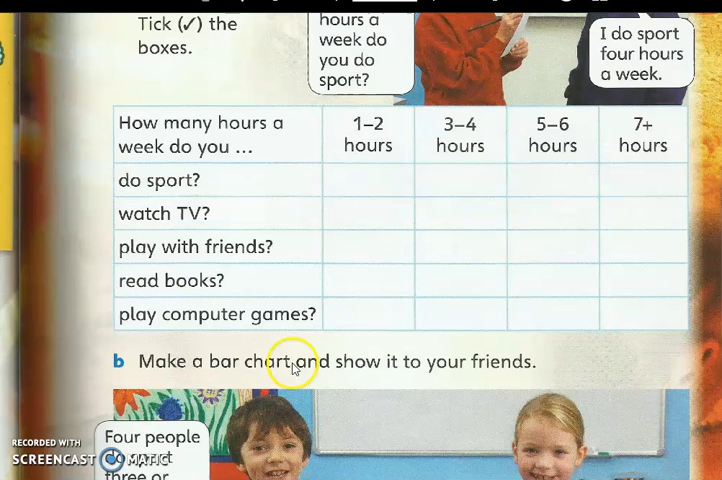 Tick (✓) the
boxes.
hours a
week do
you do
sport?
I do sport
four hours
a week.
How many hours a
week do you ...
1–2
hours
3–4
hours
5–6
hours
7+
hours
do sport?
watch TV?
play with friends?
read books?
play computer games?
b Make a bar chart and show it to your friends.
Four people
do sport
three or
RECORDED WITH
SCREENCAST MATIC